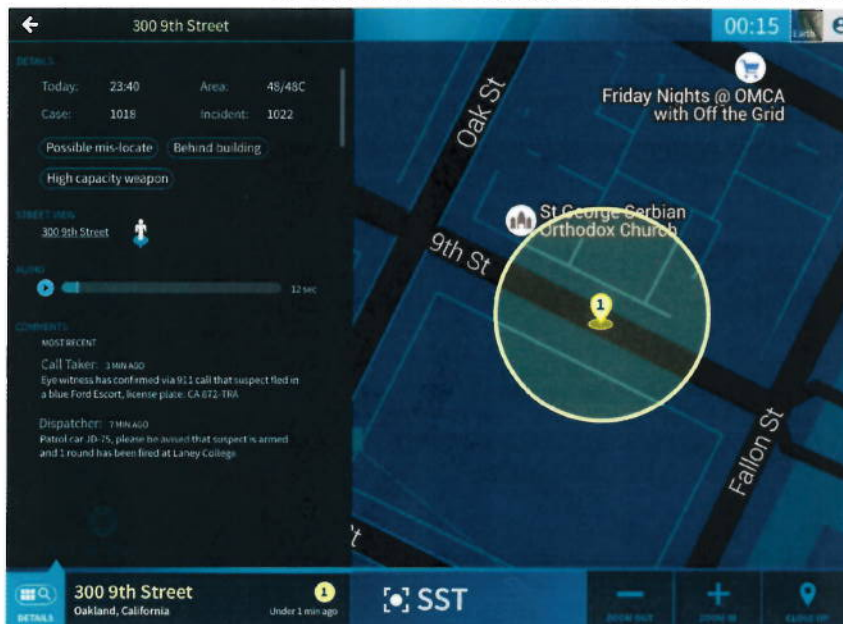 300 9th Street
00:15
Earth
DETAILS
Today: 23:40 Area: 48/48C
Case: 1018 Incident: 1022
Possible mis-locate Behind building
High capacity weapon
STREET VIEW
300 9th Street
AUDIO
12 sec
COMMENTS
MOST RECENT
Call Taker: 3 MIN AGO
Eye witness has confirmed via 911 call that suspect fled in
a blue Ford Escort, license plate: CA 872-TRA
Dispatcher: 7 MIN AGO
Patrol car JD-75, please be avised that suspect is armed
and 1 round has been fired at Laney College.
Friday Nights @ OMCA
with Off the Grid
Oak St
St George Serbian
Orthodox Church
9th St
1
Fallon St
t
DETAILS
300 9th Street
Oakland, California
1
Under 1 min ago
SST
ZOOM OUT
ZOOM IN
CLOSE UP